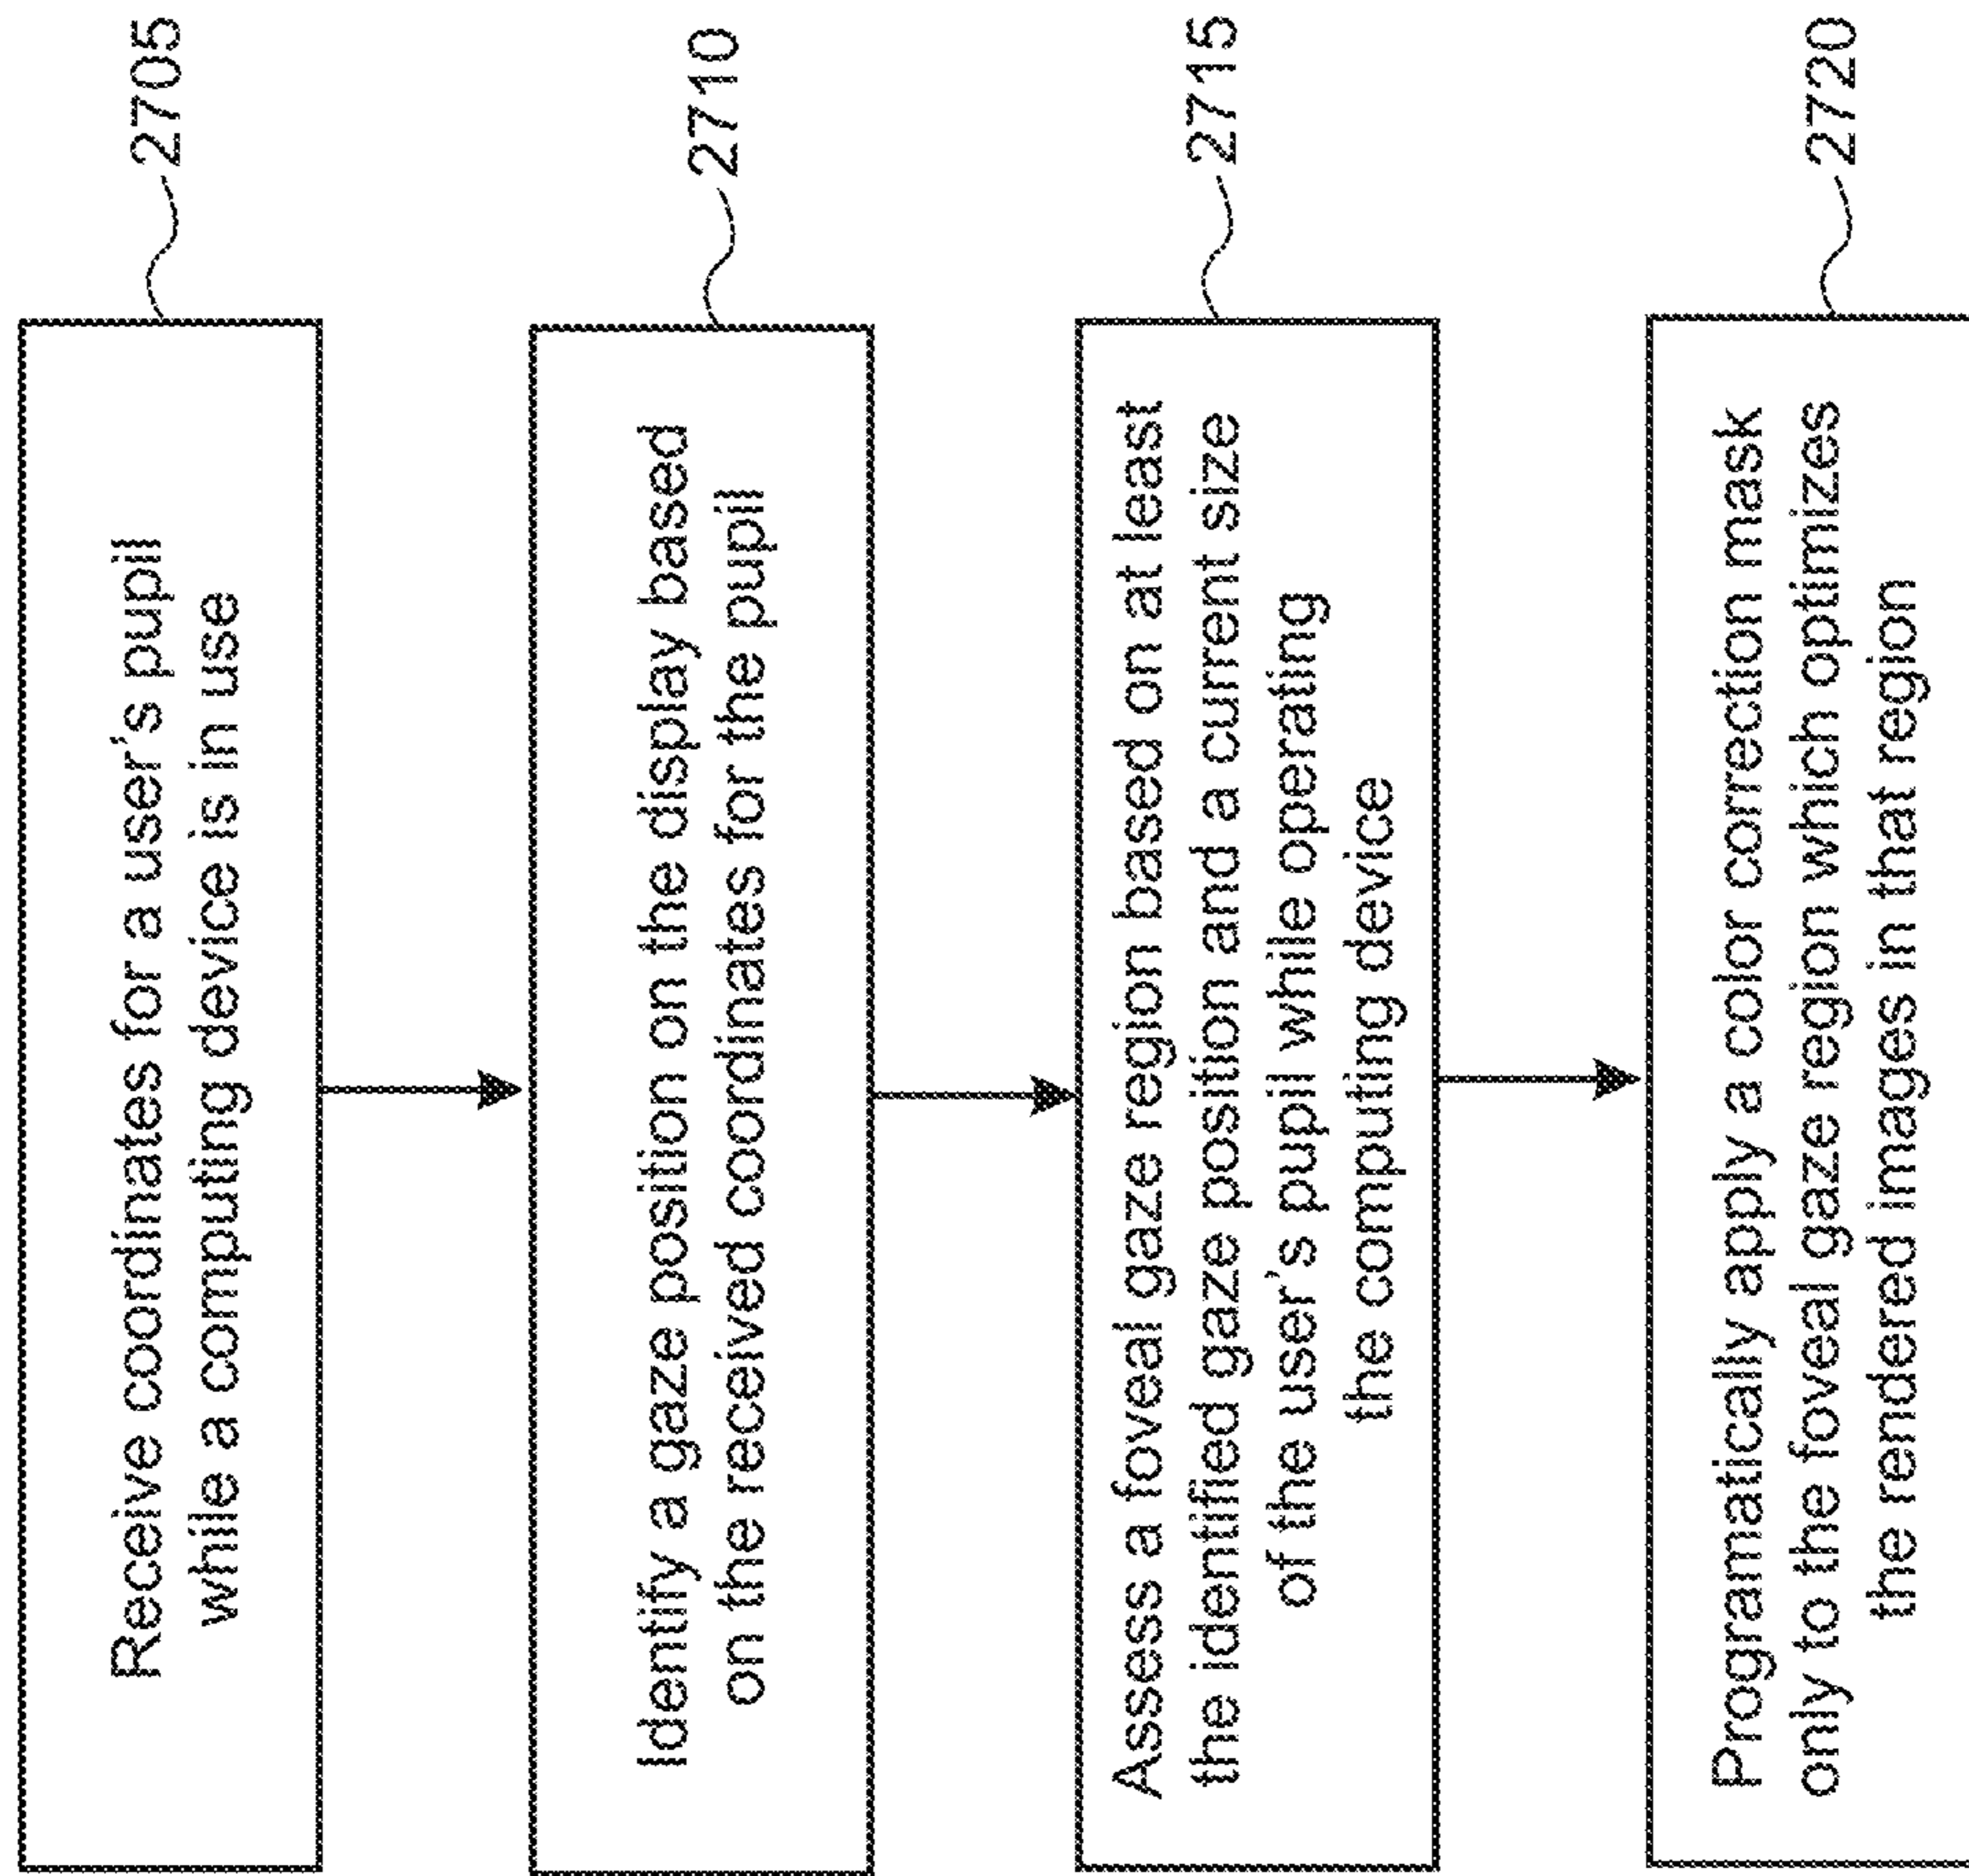 Receive coordinates for a user's pupil
while a computing device is in use
2705
Identify a gaze position on the display based
on the received coordinates for the pupil
2710
Assess a foveal gaze region based on at least
the identified gaze position and a current size
of the user's pupil while operating
the computing device
2715
Programatically apply a color correction mask
only to the foveal gaze region which optimizes
the rendered images in that region
2720